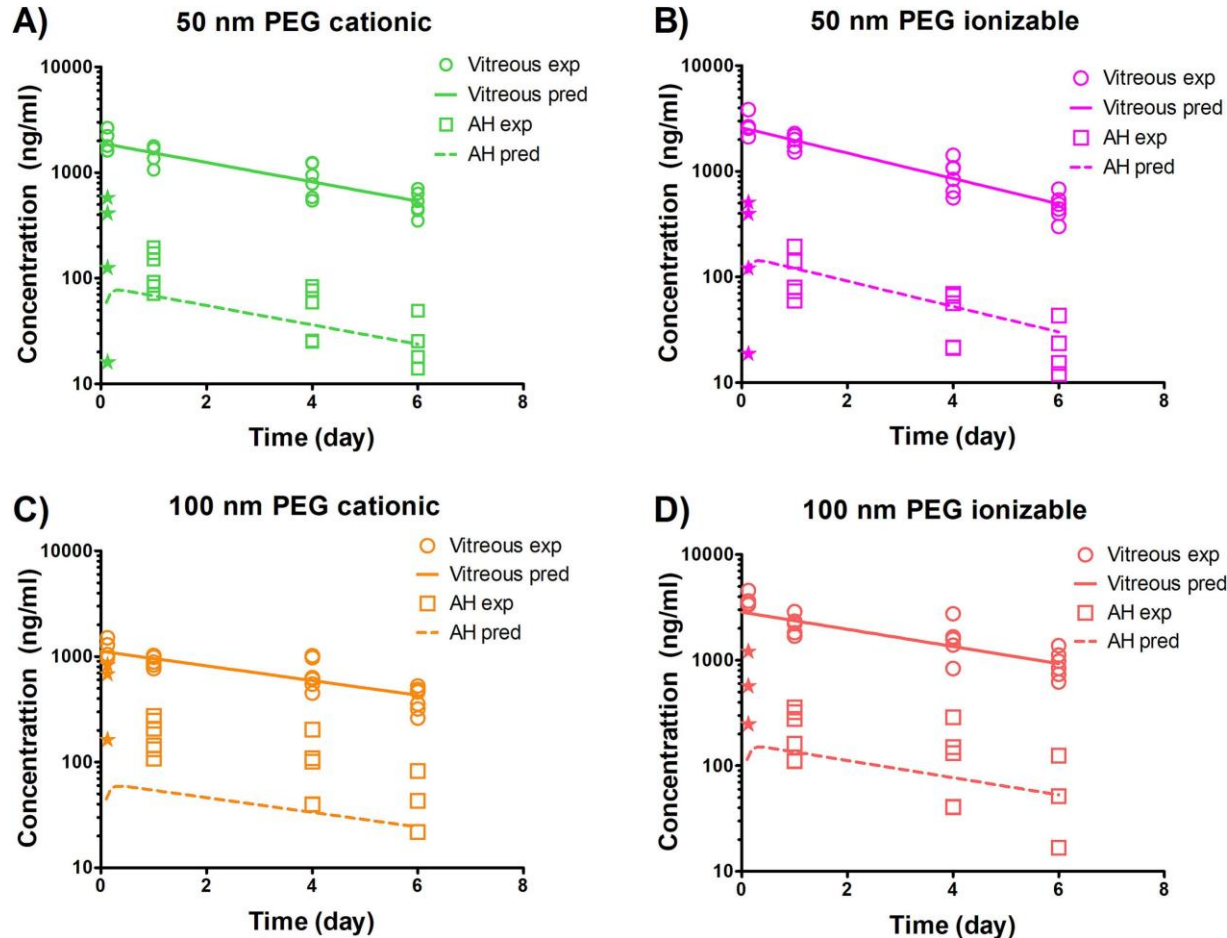 A)
50 nm PEG cationic
Concentrattion (ng/ml)
10000
1000
100
10
0
2
4
6
8
Time (day)
Vitreous exp
Vitreous pred
AH exp
AH pred
B)
50 nm PEG ionizable
Concentrattion (ng/ml)
10000
1000
100
10
0
2
4
6
8
Time (day)
Vitreous exp
Vitreous pred
AH exp
AH pred
C)
100 nm PEG cationic
Concentrattion (ng/ml)
10000
1000
100
10
0
2
4
6
8
Time (day)
Vitreous exp
Vitreous pred
AH exp
AH pred
D)
100 nm PEG ionizable
Concentrattion (ng/ml)
10000
1000
100
10
0
2
4
6
8
Time (day)
Vitreous exp
Vitreous pred
AH exp
AH pred